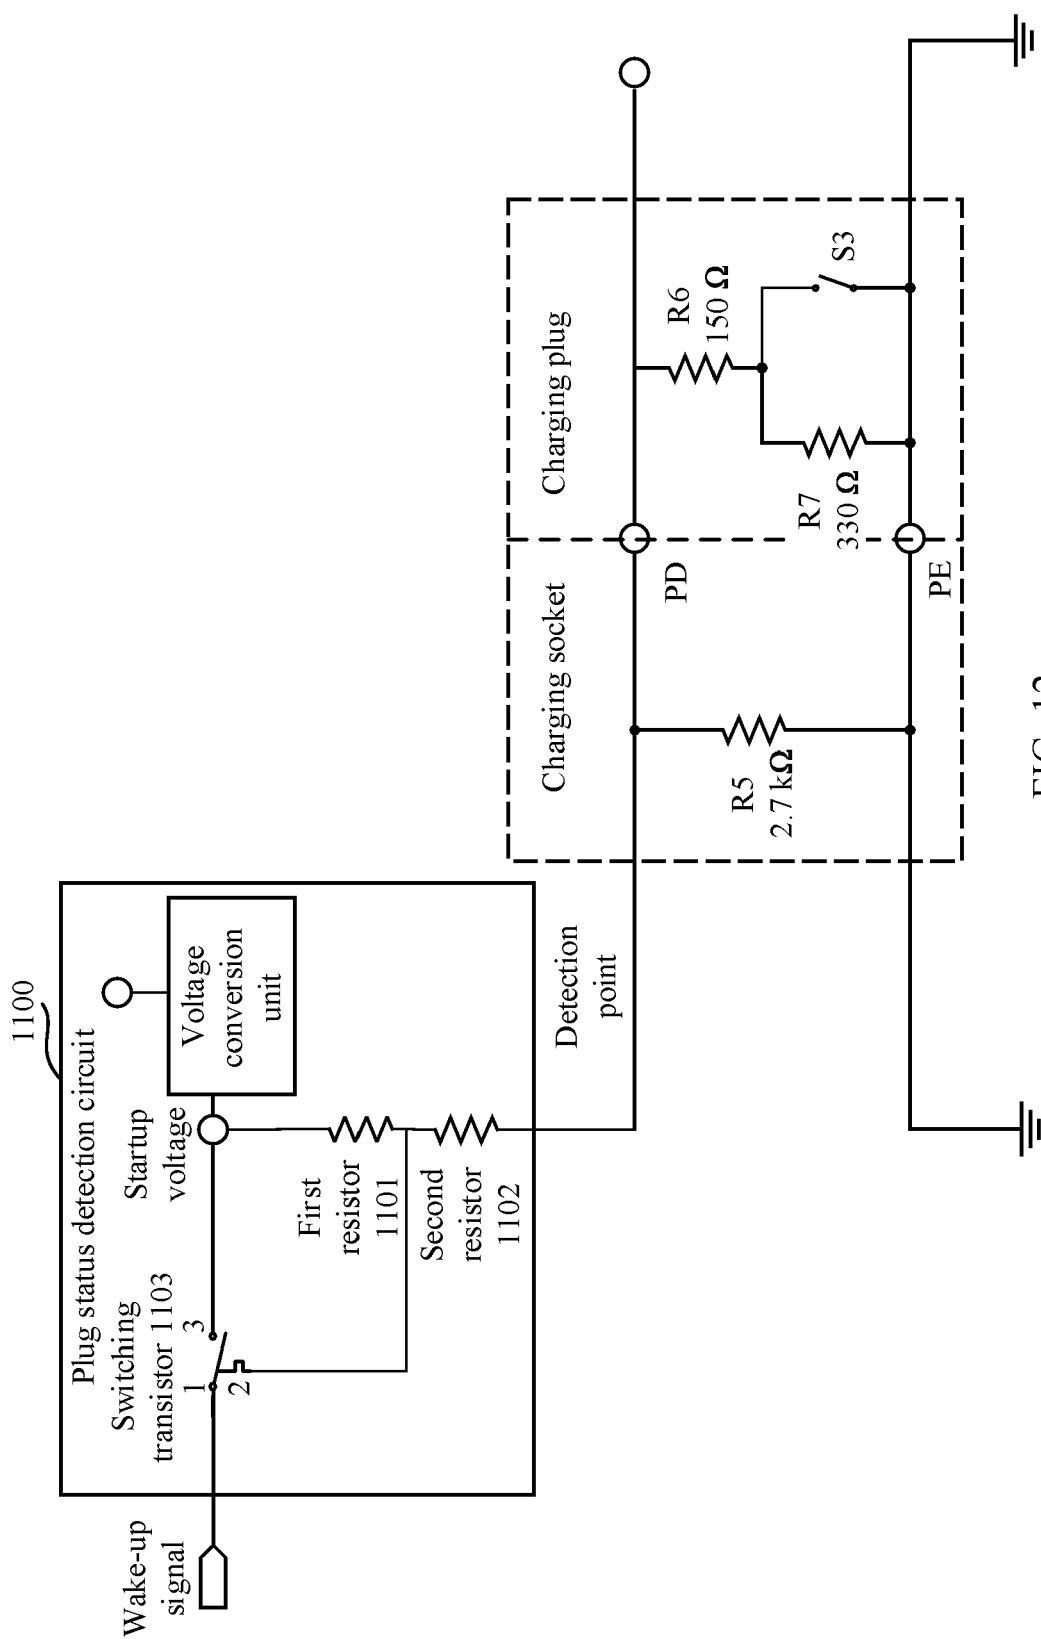 1100
Plug status detection circuit
Wake-up
signal
Switching
transistor 1103
1
2
3
Startup
voltage
Voltage
conversion
unit
First
resistor
1101
Second
resistor
1102
Detection
point
Charging socket
Charging plug
R5
2.7 kΩ
PD
PE
R7
330 Ω
R6
150 Ω
S3